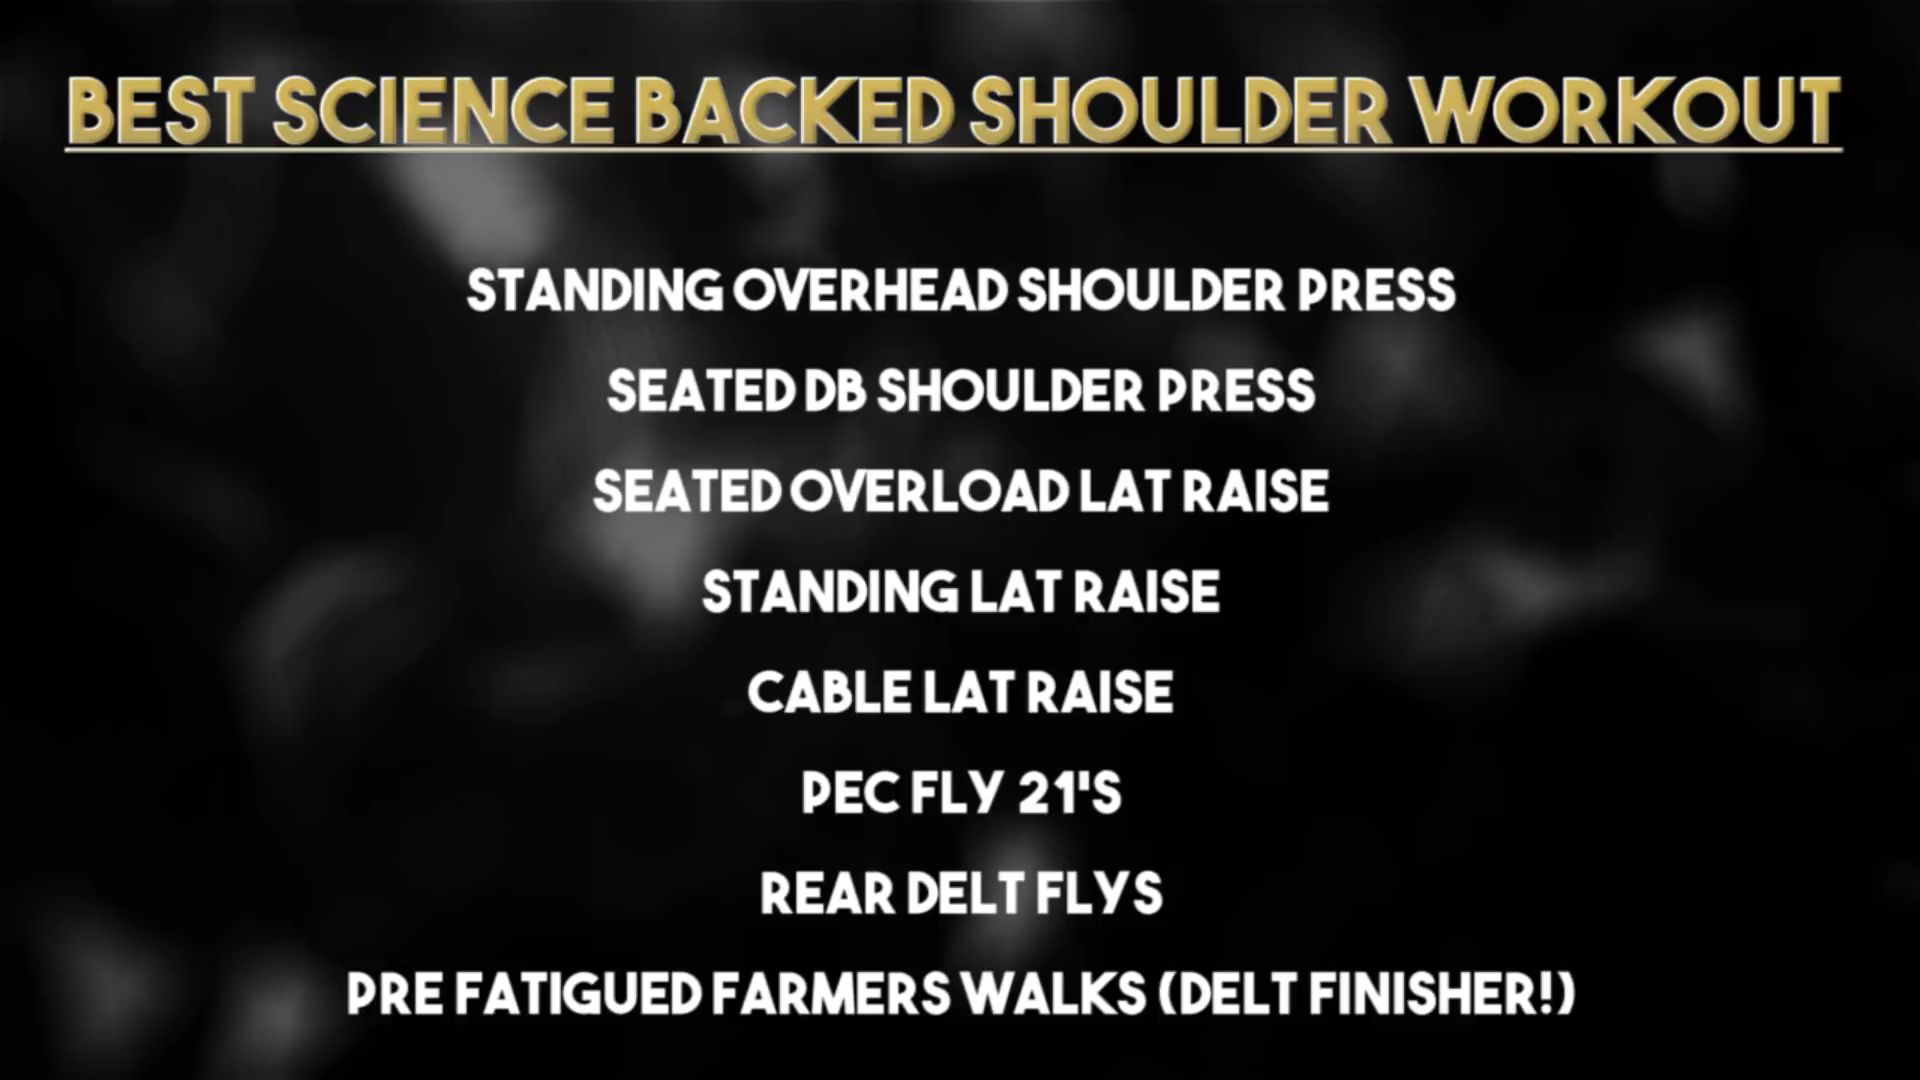 BEST SCIENCE BACKED SHOULDER WORKOUT
STANDING OVERHEAD SHOULDER PRESS
SEATED DB SHOULDER PRESS
SEATED OVERLOAD LAT RAISE
STANDING LAT RAISE
CABLE LAT RAISE
PEC FLY 21'S
REAR DELT FLYS
PRE FATIGUED FARMERS WALKS (DELT FINISHER!)